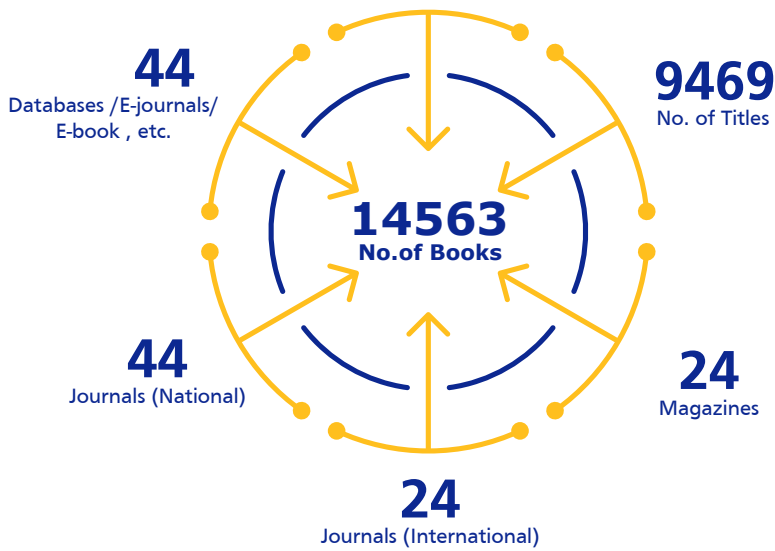 44
Databases /E-journals/
E-book , etc.
9469
No. of Titles
14563
No.of Books
44
Journals (National)
24
Magazines
24
Journals (International)